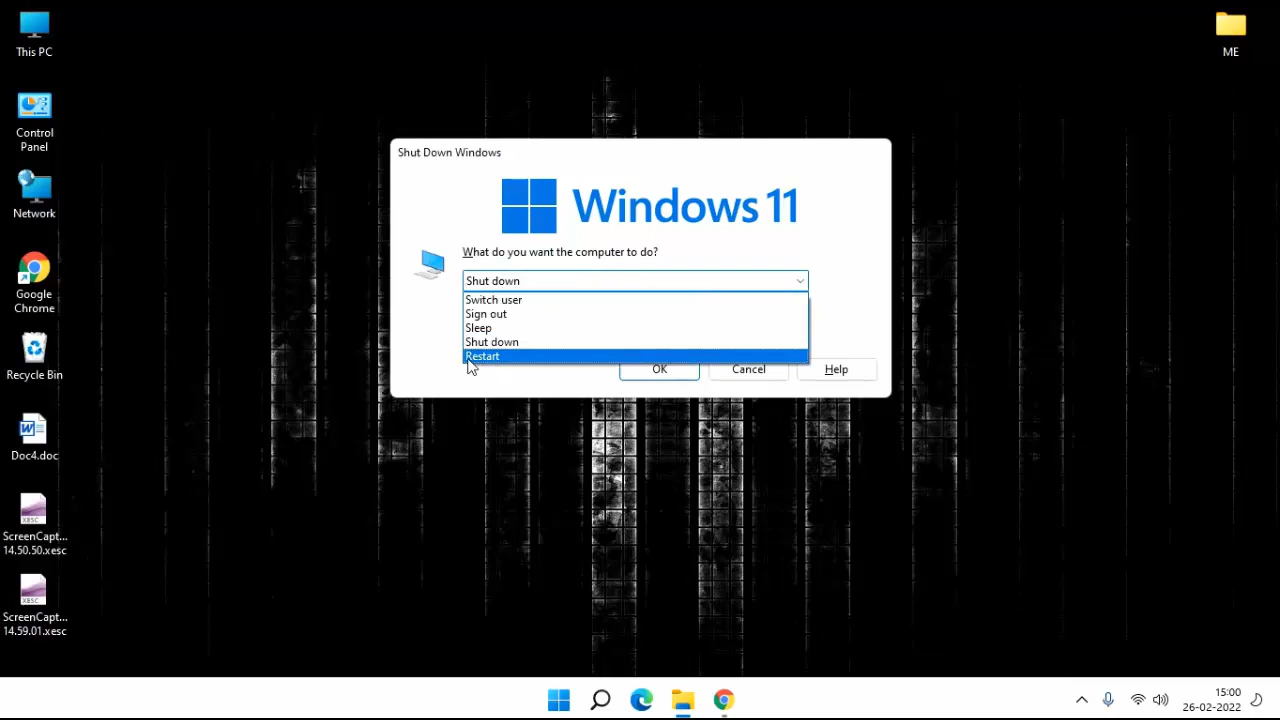 This PC
Control
Panel
Network
Google
Chrome
Recycle Bin
Doc4.doc
XESC
ScreenCapt...
14.50.50.xesc
XESC
ScreenCapt...
14.59.01.xesc
ME
Shut Down Windows
Windows 11
What do you want the computer to do?
Shut down
Switch user
Sign out
Sleep
Shut down
Restart
OK
Cancel
Help
15:00
26-02-2022